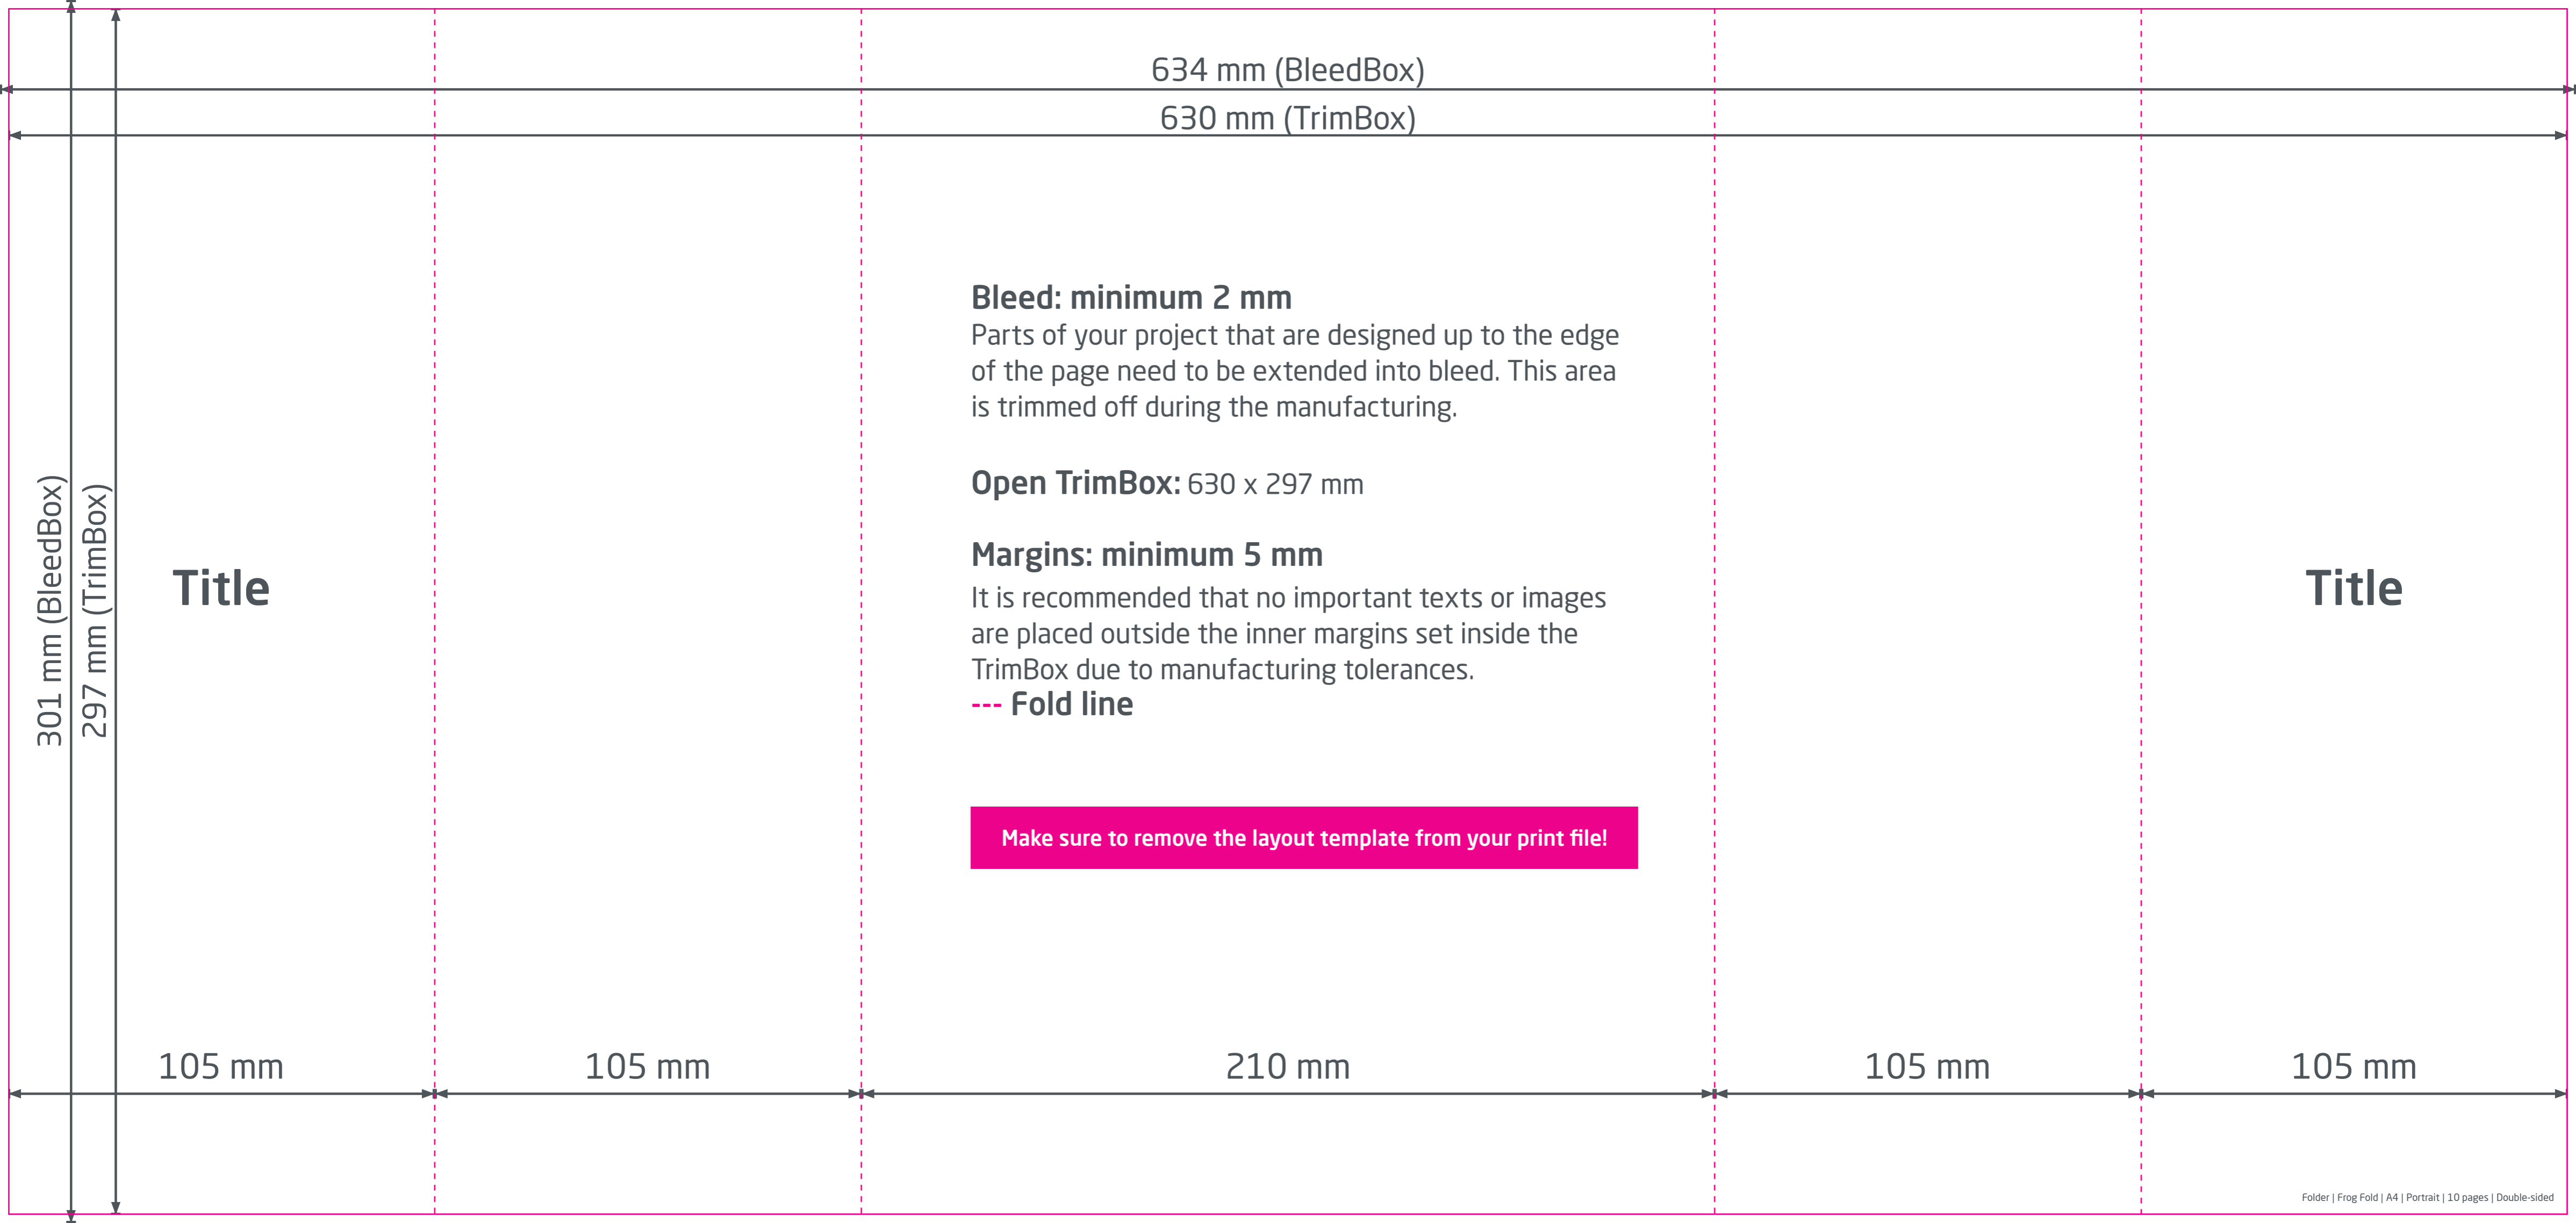 634 mm (BleedBox)
630 mm (TrimBox)
301 mm (BleedBox)
297 mm (TrimBox)
Title
Bleed: minimum 2 mm
Parts of your project that are designed up to the edge
of the page need to be extended into bleed. This area
is trimmed off during the manufacturing.
Open TrimBox: 630 x 297 mm
Margins: minimum 5 mm
It is recommended that no important texts or images
are placed outside the inner margins set inside the
TrimBox due to manufacturing tolerances.
--- Fold line
Make sure to remove the layout template from your print file!
Title
105 mm
105 mm
210 mm
105 mm
105 mm
Folder | Frog Fold | A4 | Portrait | 10 pages | Double-sided